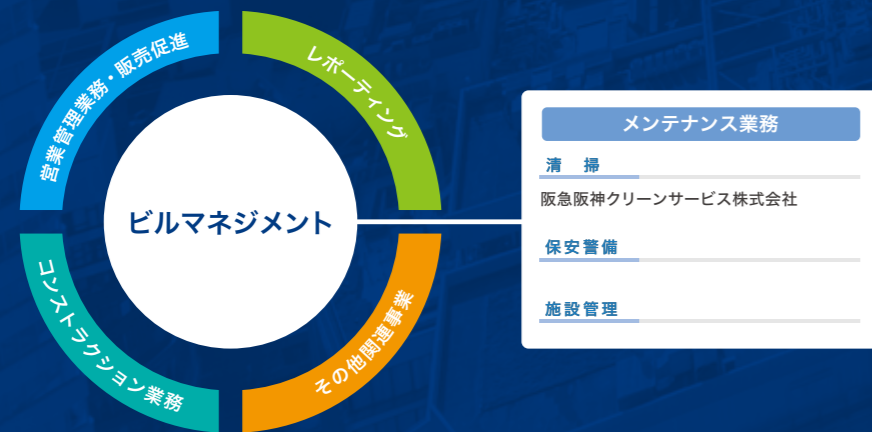 営業管理業務・販売促進
レポーティング
ビルマネジメント
コンストラクション業務
その他関連事業
メンテナンス業務
清　掃
阪急阪神クリーンサービス株式会社
保安警備
施設管理